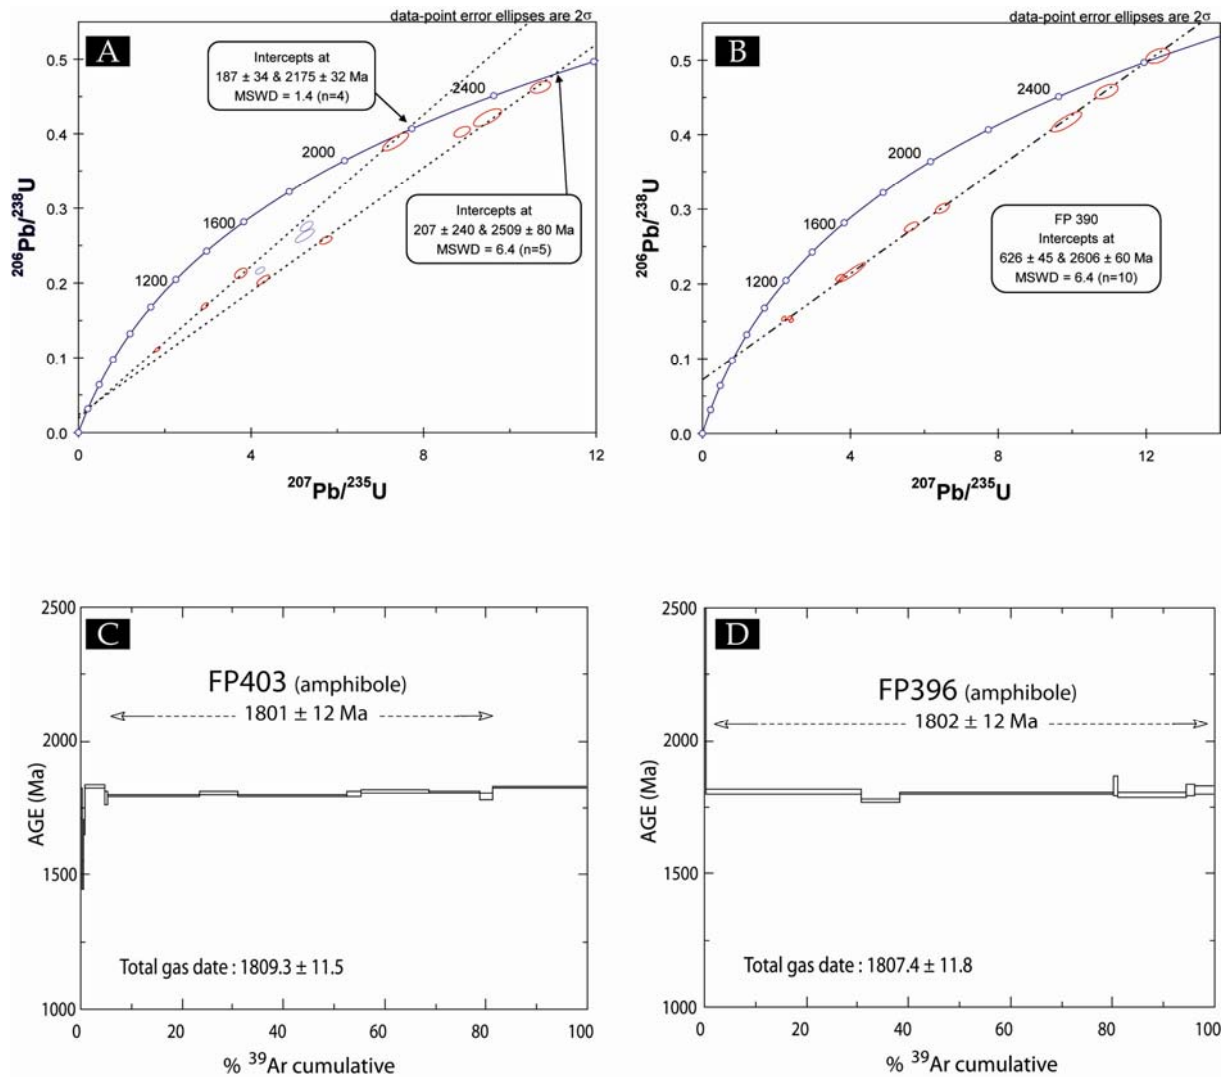 data-point error ellipses are 2σ
A
Intercepts at
187 ± 34 & 2175 ± 32 Ma
MSWD = 1.4 (n=4)
2400
2000
1600
1200
Intercepts at
207 ± 240 & 2509 ± 80 Ma
MSWD = 6.4 (n=5)
0.5
0.4
0.3
0.2
0.1
0.0
0 4 8 12
²⁰⁶Pb/²³⁸U
²⁰⁷Pb/²³⁵U
data-point error ellipses are 2σ
B
2400
2000
1600
1200
FP 390
Intercepts at
626 ± 45 & 2606 ± 60 Ma
MSWD = 6.4 (n=10)
0.5
0.4
0.3
0.2
0.1
0.0
0 4 8 12
²⁰⁶Pb/²³⁸U
²⁰⁷Pb/²³⁵U
C
FP403 (amphibole)
1801 ± 12 Ma
Total gas date : 1809.3 ± 11.5
2500
2000
1500
1000
AGE (Ma)
0 20 40 60 80 100
% ³⁹Ar cumulative
D
FP396 (amphibole)
1802 ± 12 Ma
Total gas date : 1807.4 ± 11.8
2500
2000
1500
1000
AGE (Ma)
0 20 40 60 80 100
% ³⁹Ar cumulative